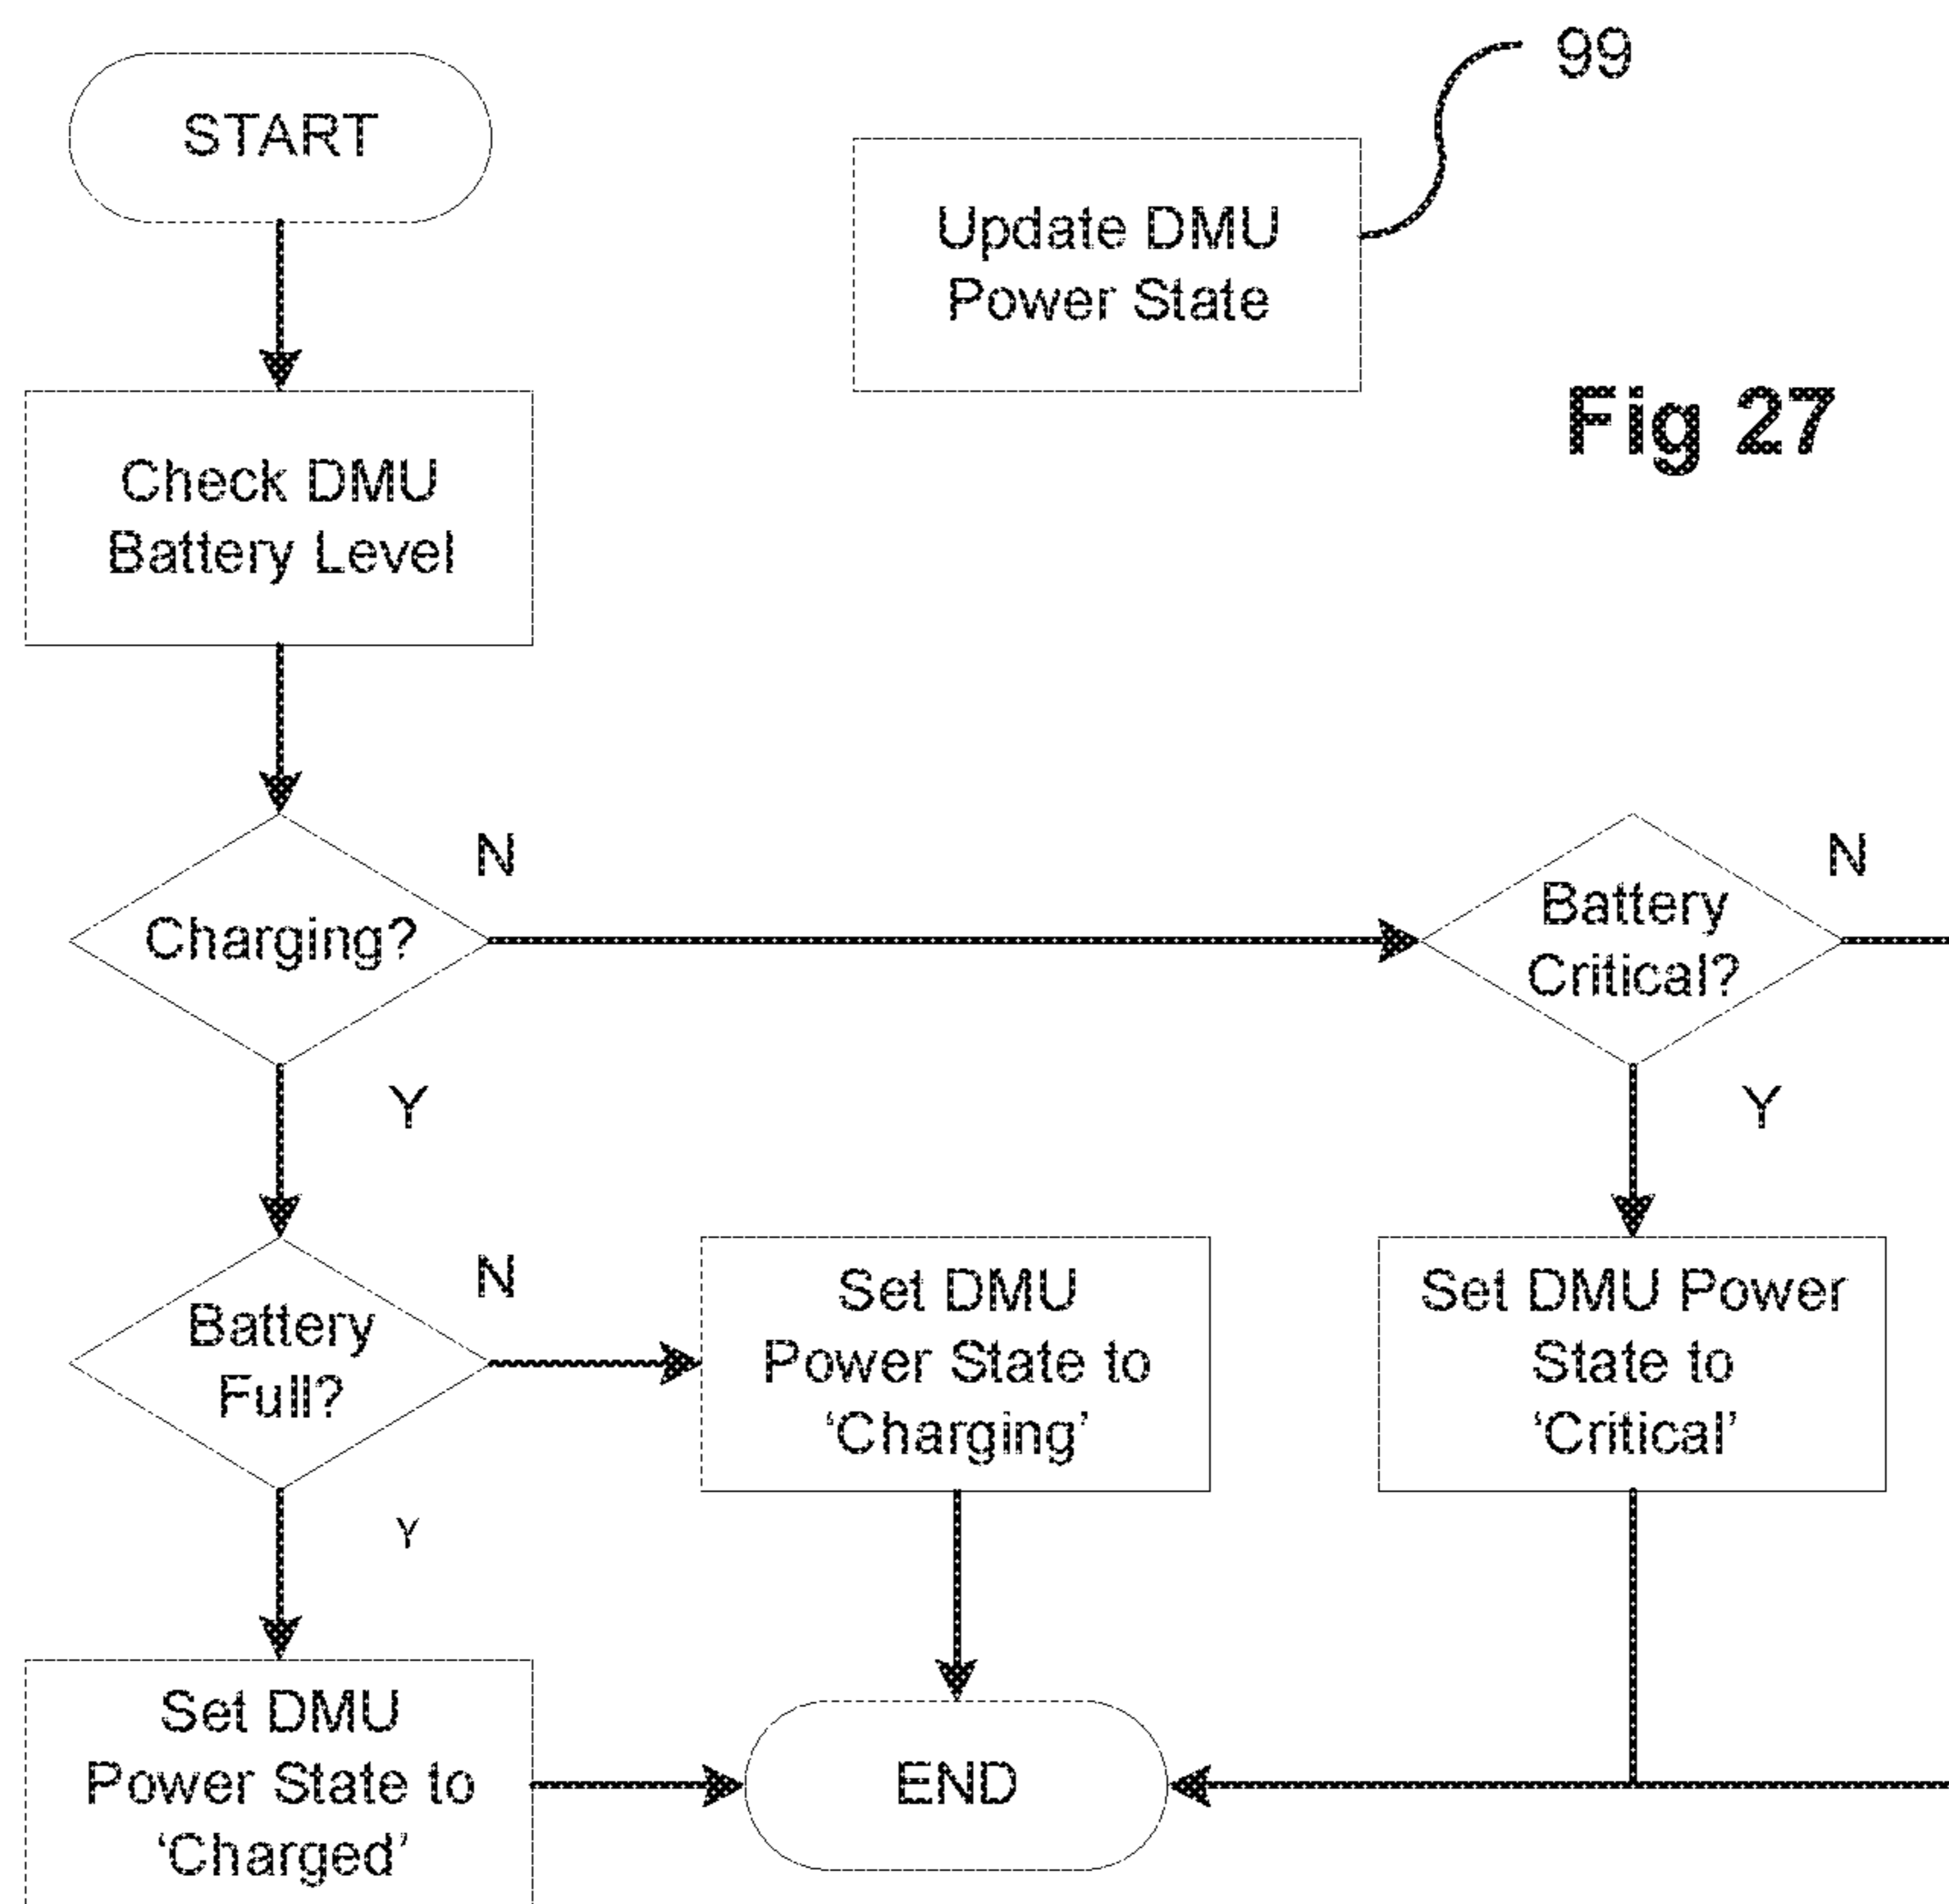 START
99
Update DMU
Power State
Fig 27
Check DMU
Battery Level
Charging?
N
Battery
Critical?
N
Y
Y
Battery
Full?
N
Set DMU
Power State to
‘Charging’
Set DMU Power
State to
‘Critical’
Y
Set DMU
Power State to
‘Charged’
END